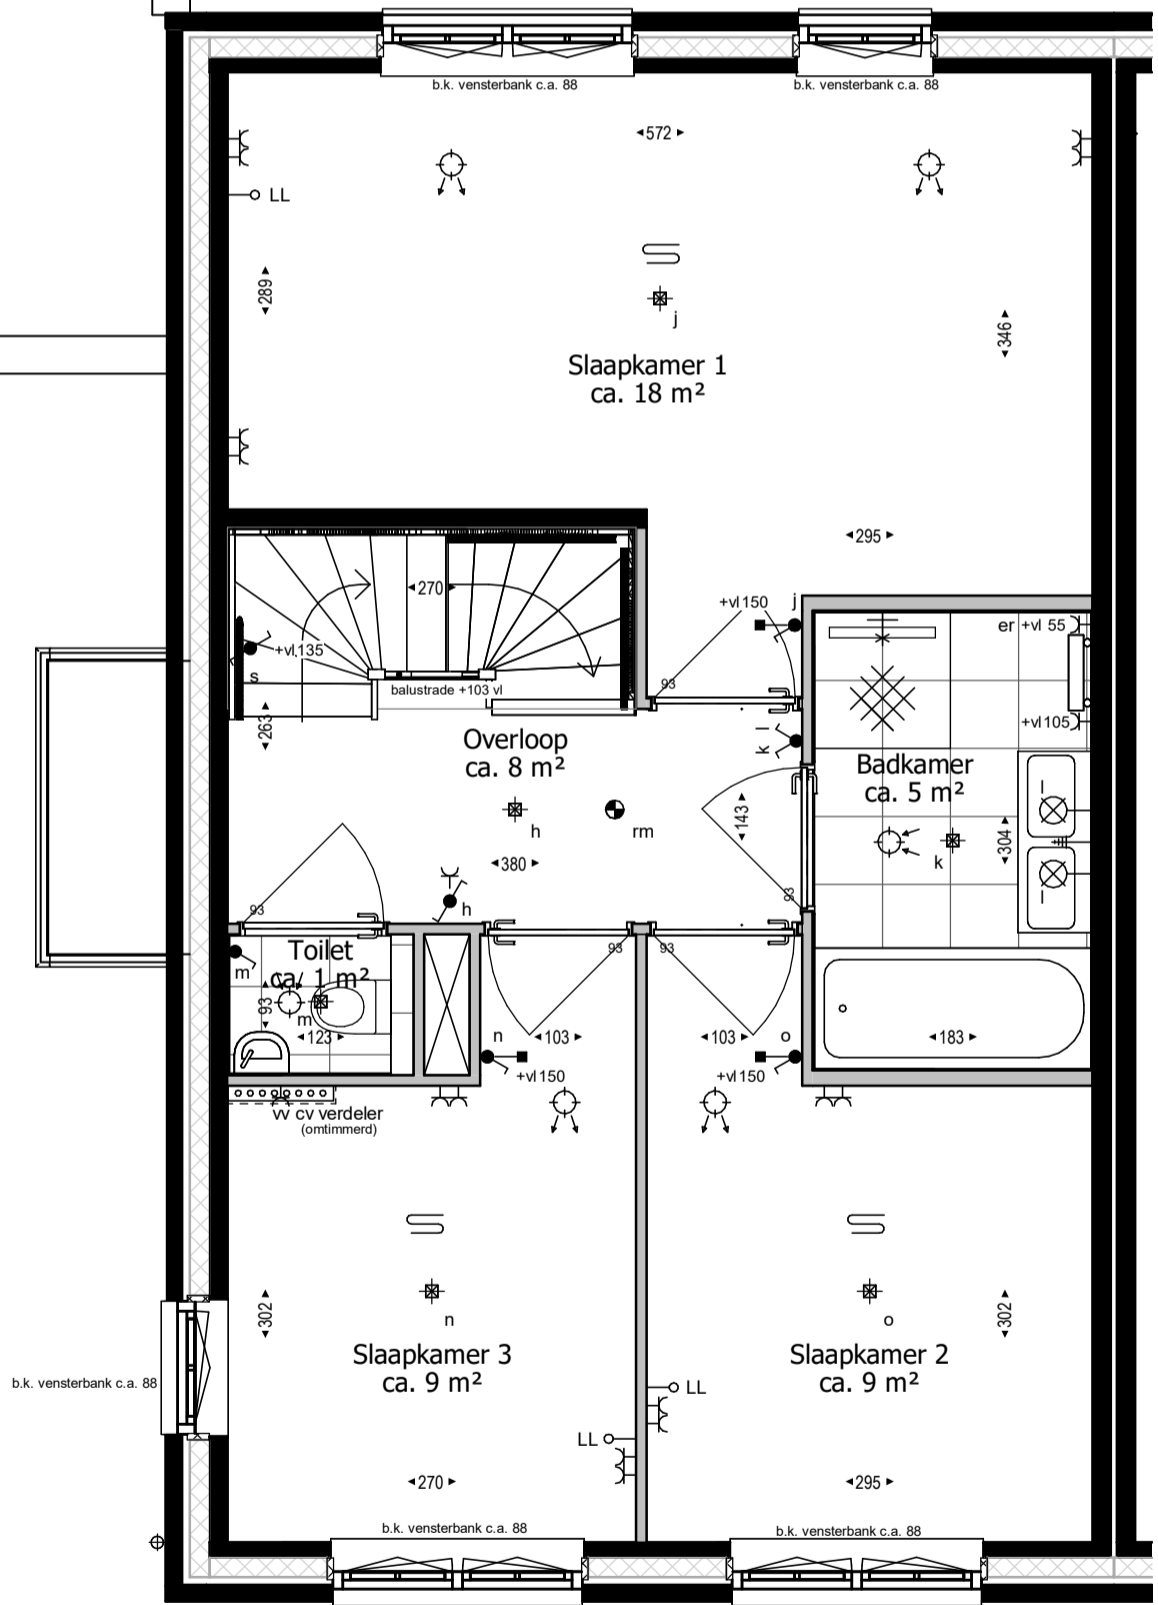 b.k. vensterbank c.a. 88
b.k. vensterbank c.a. 88
572
LL
289
j
346
Slaapkamer 1
ca. 18 m²
295
270
+vl 150
j
er
+vl 55
+vl 135
s
balustrade +103 vl
93
+vl 105
263
Overloop
ca. 8 m²
k l
Badkamer
ca. 5 m²
h
rm
143
304
k
380
93
h
93
93
93
Toilet
ca. 1 m²
m
93
m
123
n
103
103
o
183
+vl 150
+vl 150
vv cv verdeler
(omtimmerd)
302
n
o
302
Slaapkamer 3
ca. 9 m²
Slaapkamer 2
ca. 9 m²
b.k. vensterbank c.a. 88
LL
LL
270
295
b.k. vensterbank c.a. 88
b.k. vensterbank c.a. 88